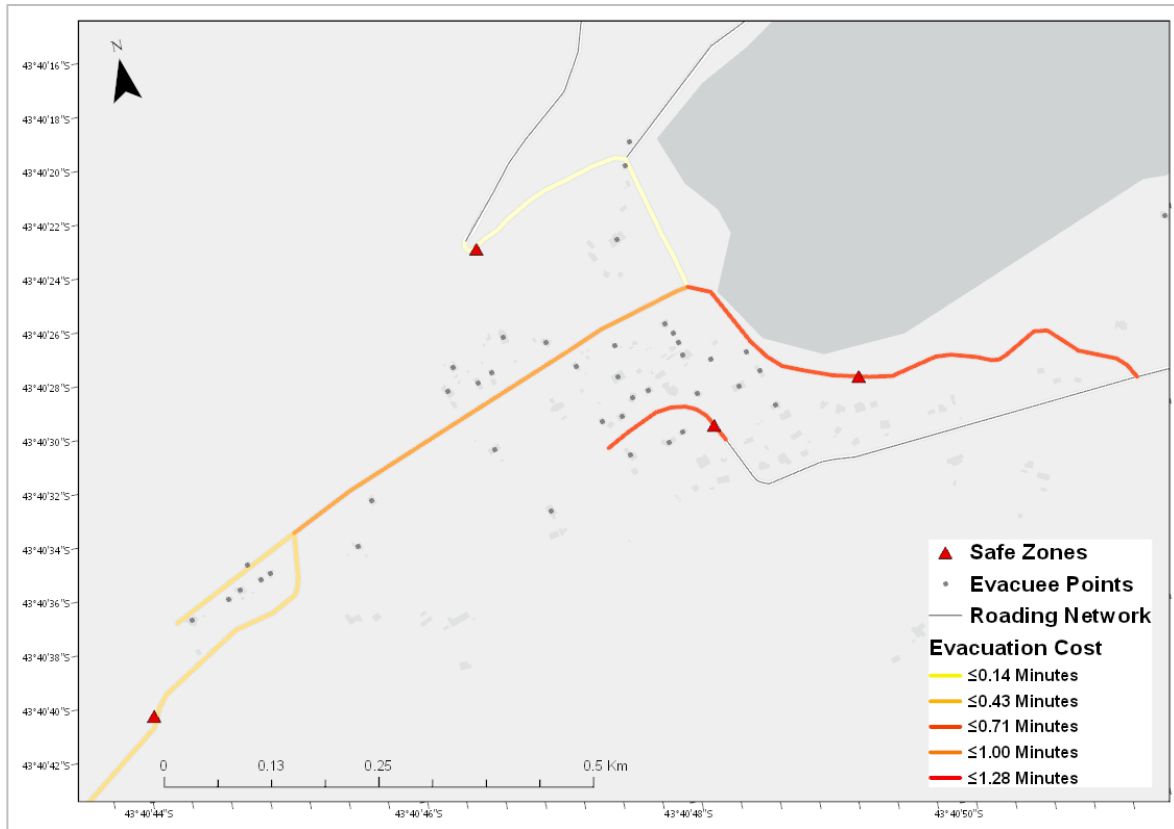 N
43°40'16"S
43°40'18"S
43°40'20"S
43°40'22"S
43°40'24"S
43°40'26"S
43°40'28"S
43°40'30"S
43°40'32"S
43°40'34"S
43°40'36"S
43°40'38"S
43°40'40"S
43°40'42"S
Safe Zones
Evacuee Points
Roading Network
Evacuation Cost
≤0.14 Minutes
≤0.43 Minutes
≤0.71 Minutes
≤1.00 Minutes
≤1.28 Minutes
0 0.13 0.25 0.5 Km
43°40'44"S 43°40'46"S 43°40'48"S 43°40'50"S